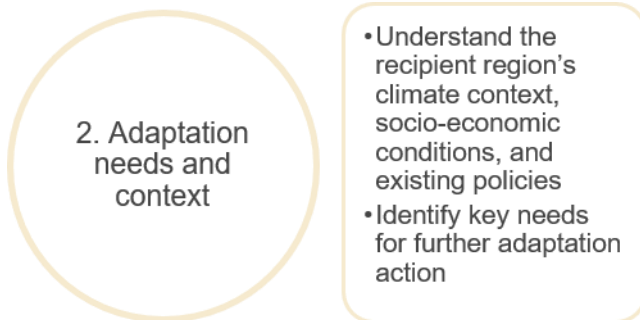 2. Adaptation
needs and
context
•Understand the
recipient region’s
climate context,
socio-economic
conditions, and
existing policies
•Identify key needs
for further adaptation
action